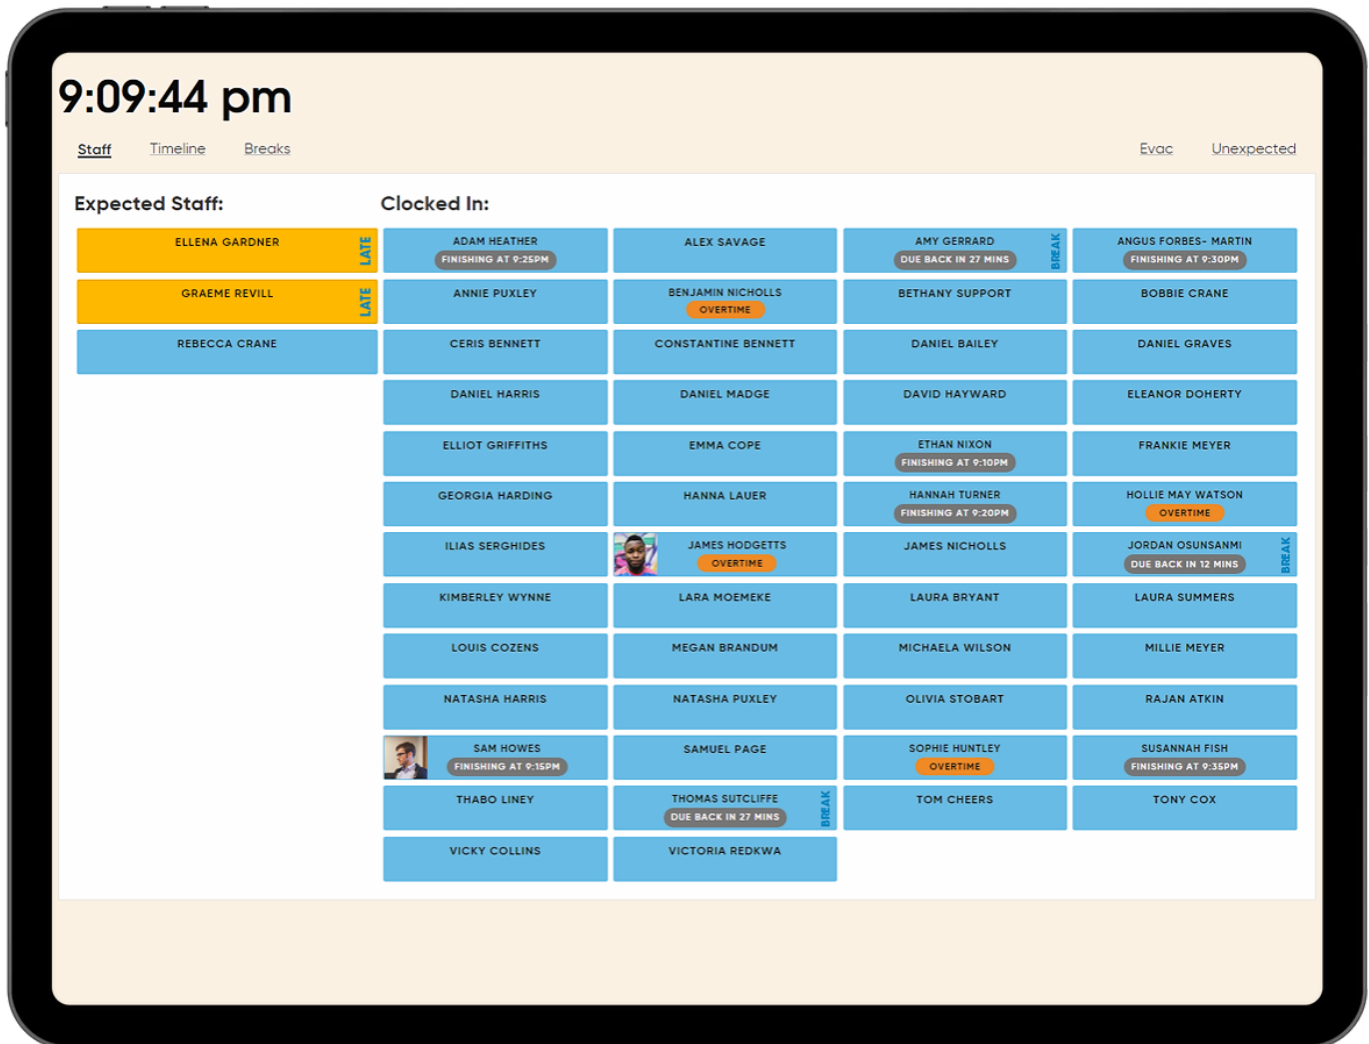 9:09:44 pm
Staff Timeline Breaks Evac Unexpected
Expected Staff: Clocked In:
ELLENA GARDNER LATE
GRAEME REVILL LATE
REBECCA CRANE
ADAM HEATHER
FINISHING AT 9:25PM
ALEX SAVAGE
AMY GERRARD
DUE BACK IN 27 MINS
BREAK
ANGUS FORBES- MARTIN
FINISHING AT 9:30PM
ANNIE PUXLEY
BENJAMIN NICHOLLS
OVERTIME
BETHANY SUPPORT
BOBBIE CRANE
CERIS BENNETT
CONSTANTINE BENNETT
DANIEL BAILEY
DANIEL GRAVES
DANIEL HARRIS
DANIEL MADGE
DAVID HAYWARD
ELEANOR DOHERTY
ELLIOT GRIFFITHS
EMMA COPE
ETHAN NIXON
FINISHING AT 9:10PM
FRANKIE MEYER
GEORGIA HARDING
HANNA LAUER
HANNAH TURNER
FINISHING AT 9:20PM
HOLLIE MAY WATSON
OVERTIME
ILIAS SERGHIDES
JAMES HODGETTS
OVERTIME
JAMES NICHOLLS
JORDAN OSUNSANMI
DUE BACK IN 12 MINS
BREAK
KIMBERLEY WYNNE
LARA MOEMEKE
LAURA BRYANT
LAURA SUMMERS
LOUIS COZENS
MEGAN BRANDUM
MICHAELA WILSON
MILLIE MEYER
NATASHA HARRIS
NATASHA PUXLEY
OLIVIA STOBART
RAJAN ATKIN
SAM HOWES
FINISHING AT 9:15PM
SAMUEL PAGE
SOPHIE HUNTLEY
OVERTIME
SUSANNAH FISH
FINISHING AT 9:35PM
THABO LINEY
THOMAS SUTCLIFFE
DUE BACK IN 27 MINS
BREAK
TOM CHEERS
TONY COX
VICKY COLLINS
VICTORIA REDKWA